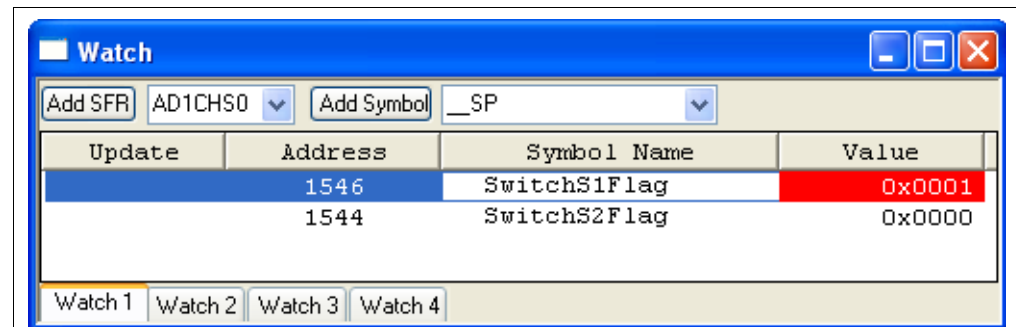 Watch
Add SFR AD1CHS0 Add Symbol __SP
Update Address Symbol Name Value
1546 SwitchS1Flag 0x0001
1544 SwitchS2Flag 0x0000
Watch 1 Watch 2 Watch 3 Watch 4